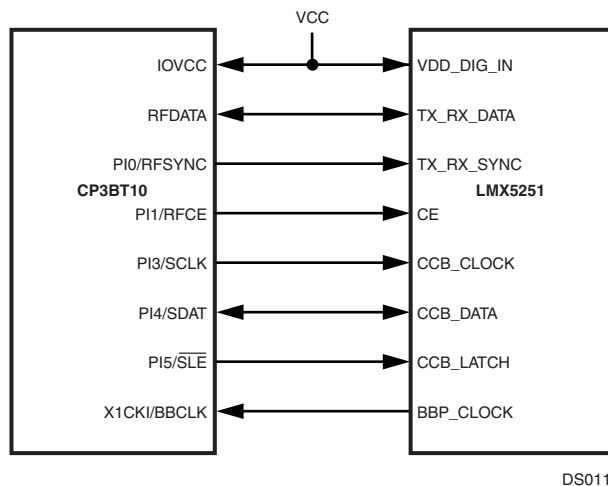 VCC
IOVCC VDD_DIG_IN
RFDATA TX_RX_DATA
PI0/RFSYNC TX_RX_SYNC
CP3BT10 LMX5251
PI1/RFCE CE
PI3/SCLK CCB_CLOCK
PI4/SDAT CCB_DATA
PI5/SLE CCB_LATCH
X1CKI/BBCLK BBP_CLOCK
DS011